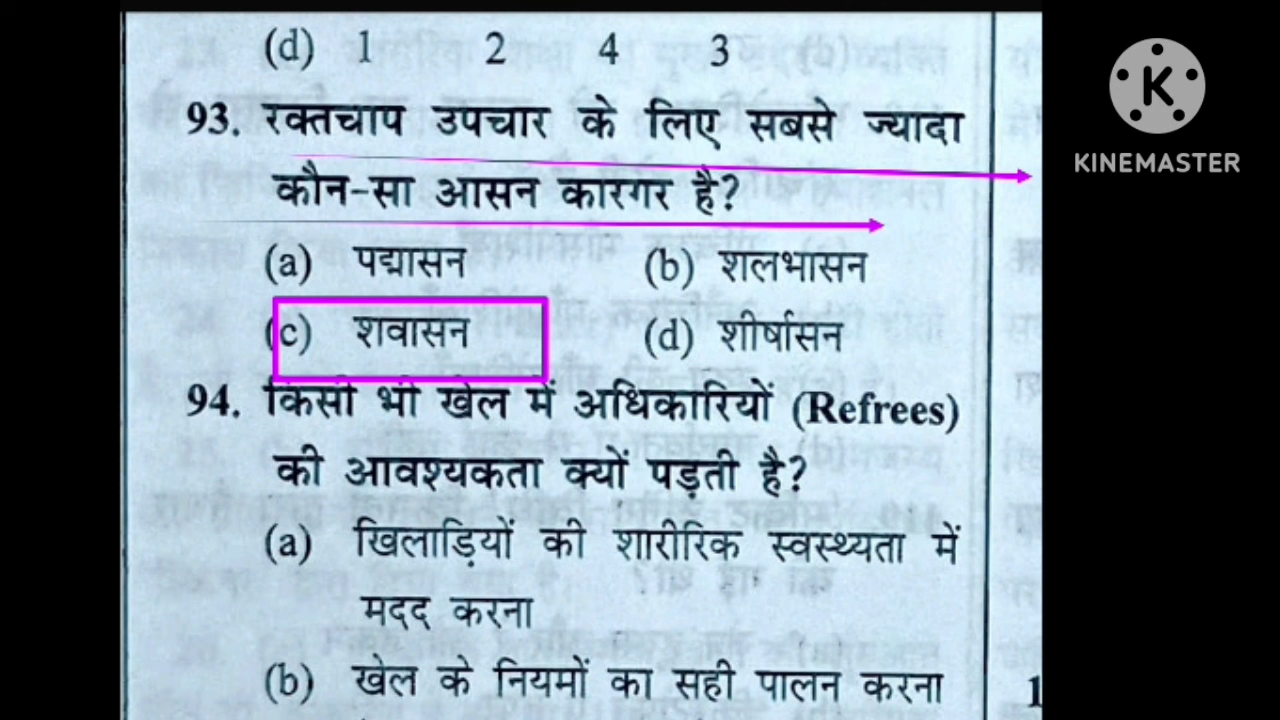 (d) 1 2 4 3
93. रक्तचाप उपचार के लिए सबसे ज्यादा
कौन-सा आसन कारगर है?
(a) पद्मासन (b) शलभासन
(c) शवासन (d) शीर्षासन
94. किसी भी खेल में अधिकारियों (Refrees)
की आवश्यकता क्यों पड़ती है?
(a) खिलाड़ियों की शारीरिक स्वस्थ्यता में
मदद करना
(b) खेल के नियमों का सही पालन करना
K
KINEMASTER